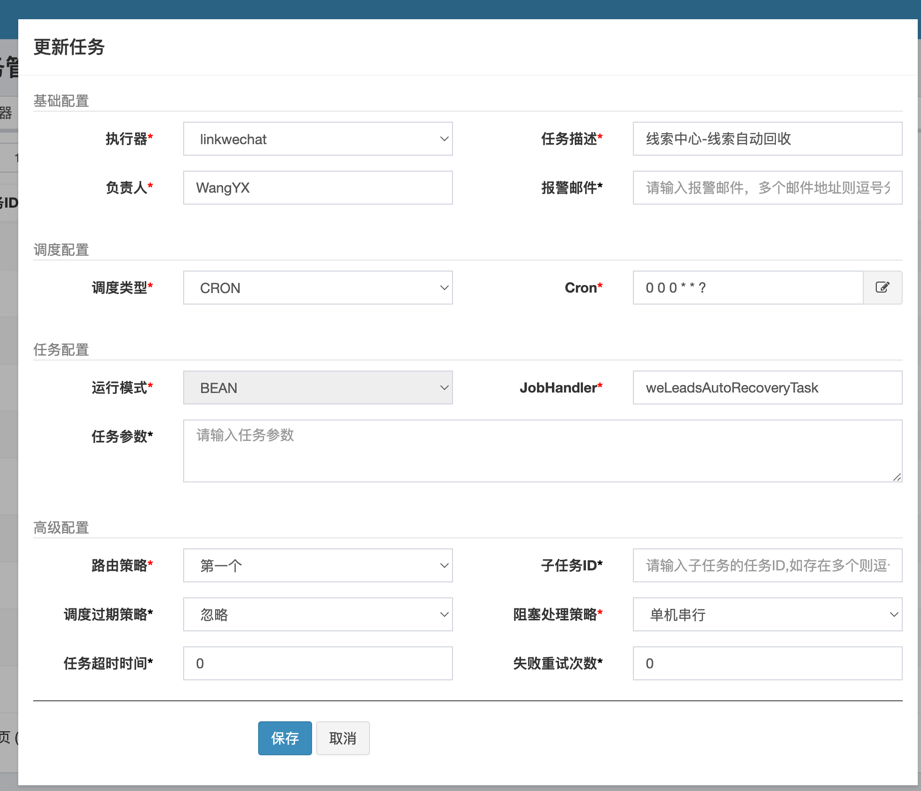 更新任务
基础配置
执行器* linkwechat 任务描述* 线索中心-线索自动回收
负责人* WangYX 报警邮件* 请输入报警邮件，多个邮件地址则逗号分
调度配置
调度类型* CRON Cron* 0 0 0 * * ?
任务配置
运行模式* BEAN JobHandler* weLeadsAutoRecoveryTask
任务参数* 请输入任务参数
高级配置
路由策略* 第一个 子任务ID* 请输入子任务的任务ID,如存在多个则逗
调度过期策略* 忽略 阻塞处理策略* 单机串行
任务超时时间* 0 失败重试次数* 0
保存 取消